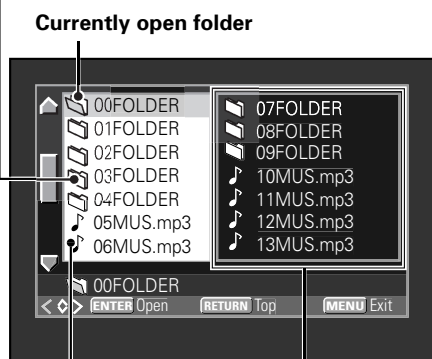 Currently open folder
00FOLDER
01FOLDER
02FOLDER
03FOLDER
04FOLDER
05MUS.mp3
06MUS.mp3
07FOLDER
08FOLDER
09FOLDER
10MUS.mp3
11MUS.mp3
12MUS.mp3
13MUS.mp3
00FOLDER
ENTER Open RETURN Top MENU Exit